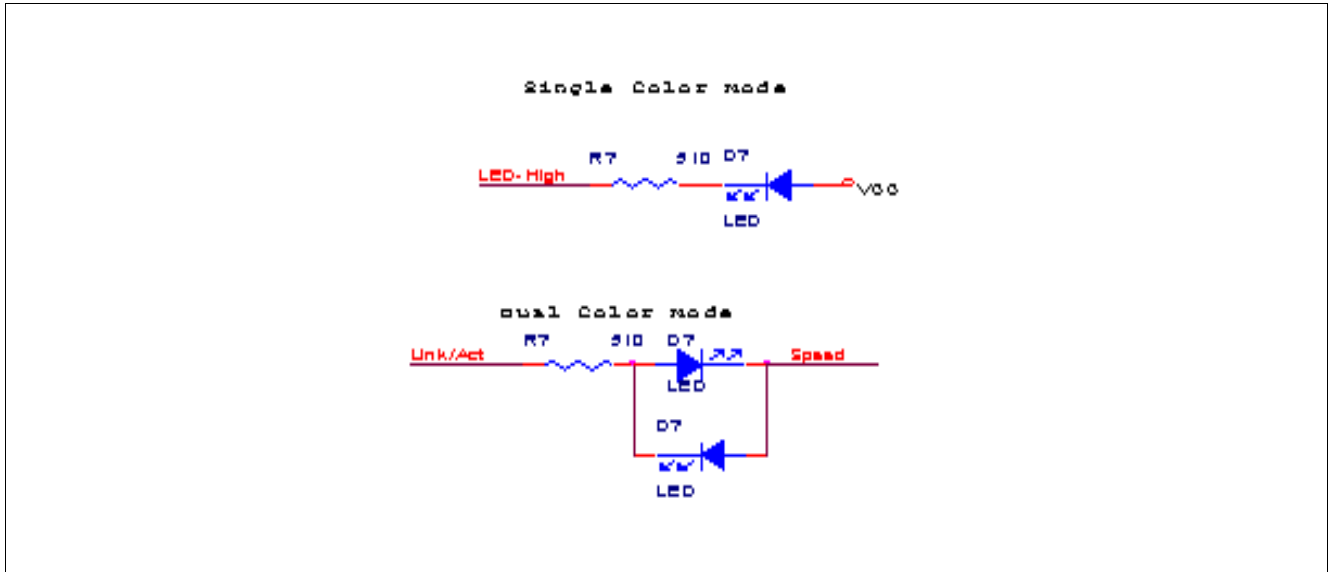 Single Color Mode
R7 510 D7
LED-High VCC
LED
Dual Color Mode
R7 510 D7
Link/Act Speed
LED
D7
LED